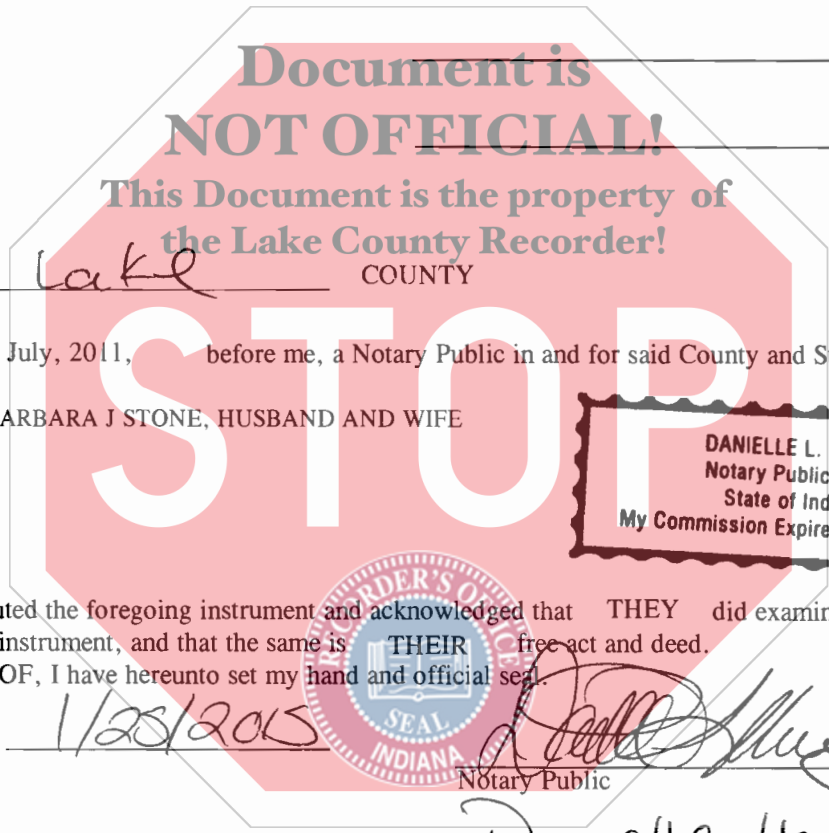 Document is
NOT OFFICIAL!
This Document is the property of
the Lake County Recorder!
Lake COUNTY
July, 2011, before me, a Notary Public in and for said County and S
ARBARA J STONE, HUSBAND AND WIFE
STOP
DANIELLE L.
Notary Public
State of Ind
My Commission Expire
uted the foregoing instrument and acknowledged that THEY did examin
instrument, and that the same is THEIR free act and deed.
OF, I have hereunto set my hand and official seal.
RECORDER'S OFFICE
SEAL
INDIANA
1/25/2015
Notary Public